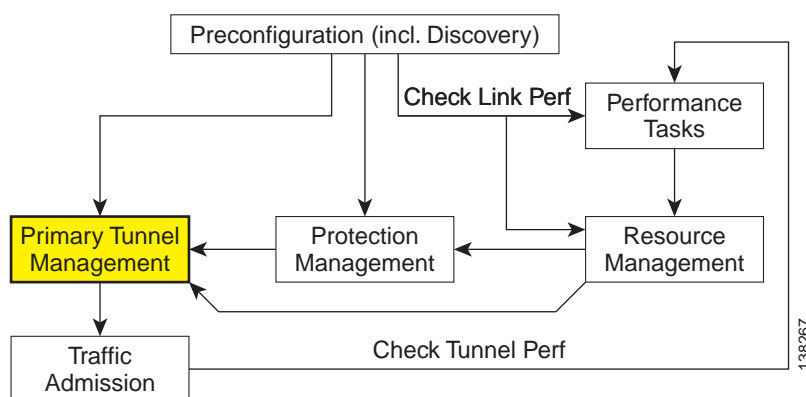 Preconfiguration (incl. Discovery)
Check Link Perf
Performance
Tasks
Primary Tunnel
Management
Protection
Management
Resource
Management
Traffic
Admission
Check Tunnel Perf
138267